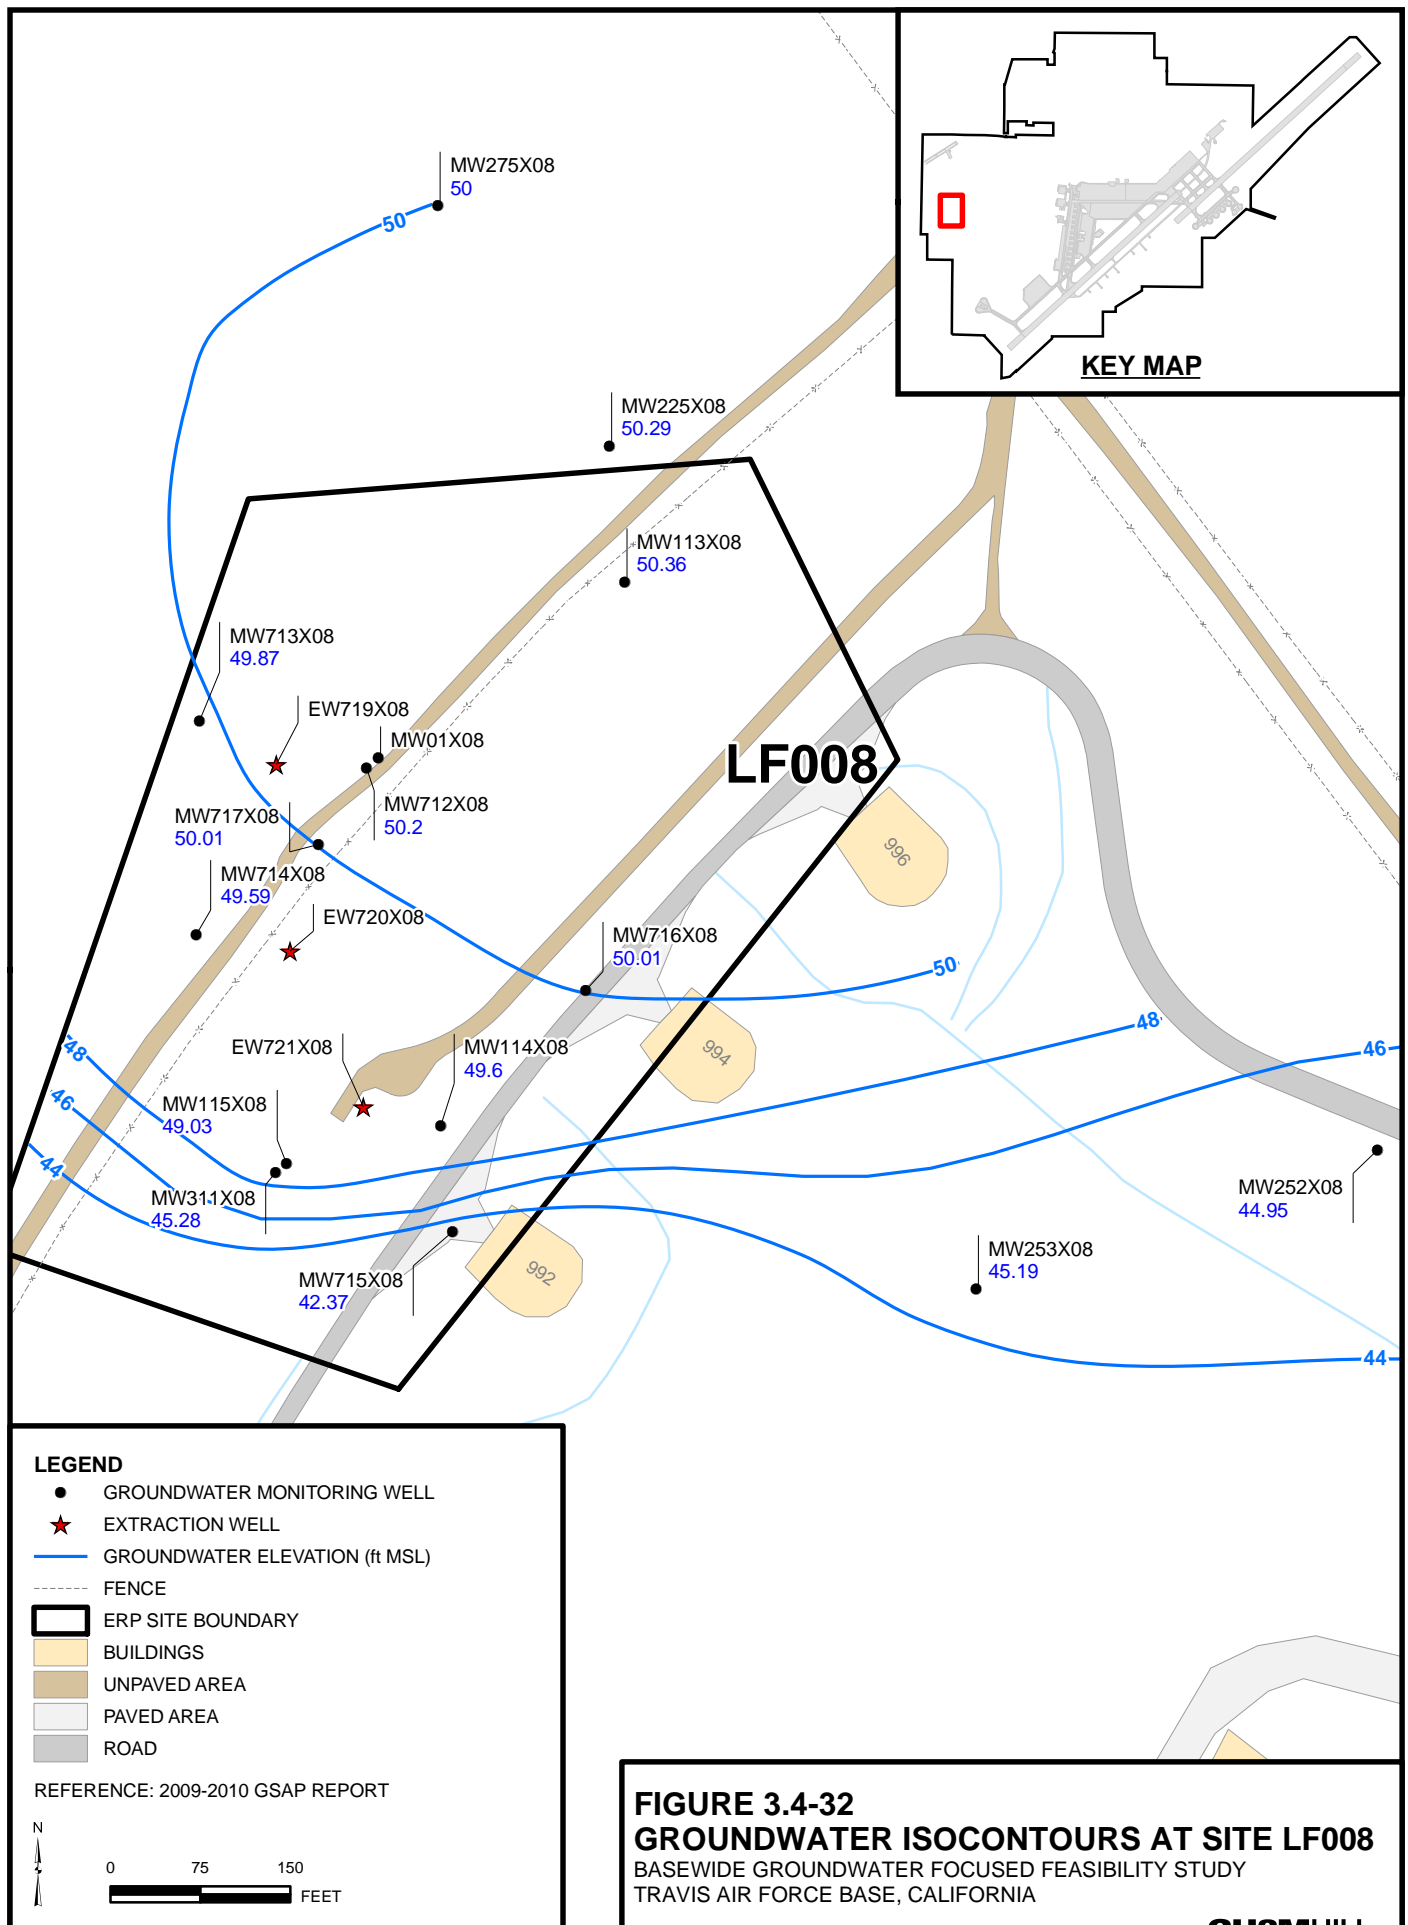 KEY MAP
MW275X08
50
50
MW225X08
50.29
MW113X08
50.36
MW713X08
49.87
EW719X08
MW01X08
LF008
MW712X08
50.2
MW717X08
50.01
996
MW714X08
49.59
EW720X08
MW716X08
50.01
50
48
48
46
EW721X08
MW114X08
49.6
994
46
MW115X08
49.03
44
MW311X08
45.28
MW252X08
44.95
MW253X08
45.19
992
MW715X08
42.37
44
LEGEND
GROUNDWATER MONITORING WELL
EXTRACTION WELL
GROUNDWATER ELEVATION (ft MSL)
FENCE
ERP SITE BOUNDARY
BUILDINGS
UNPAVED AREA
PAVED AREA
ROAD
REFERENCE: 2009-2010 GSAP REPORT
N
0 75 150
FEET
FIGURE 3.4-32
GROUNDWATER ISOCONTOURS AT SITE LF008
BASEWIDE GROUNDWATER FOCUSED FEASIBILITY STUDY
TRAVIS AIR FORCE BASE, CALIFORNIA